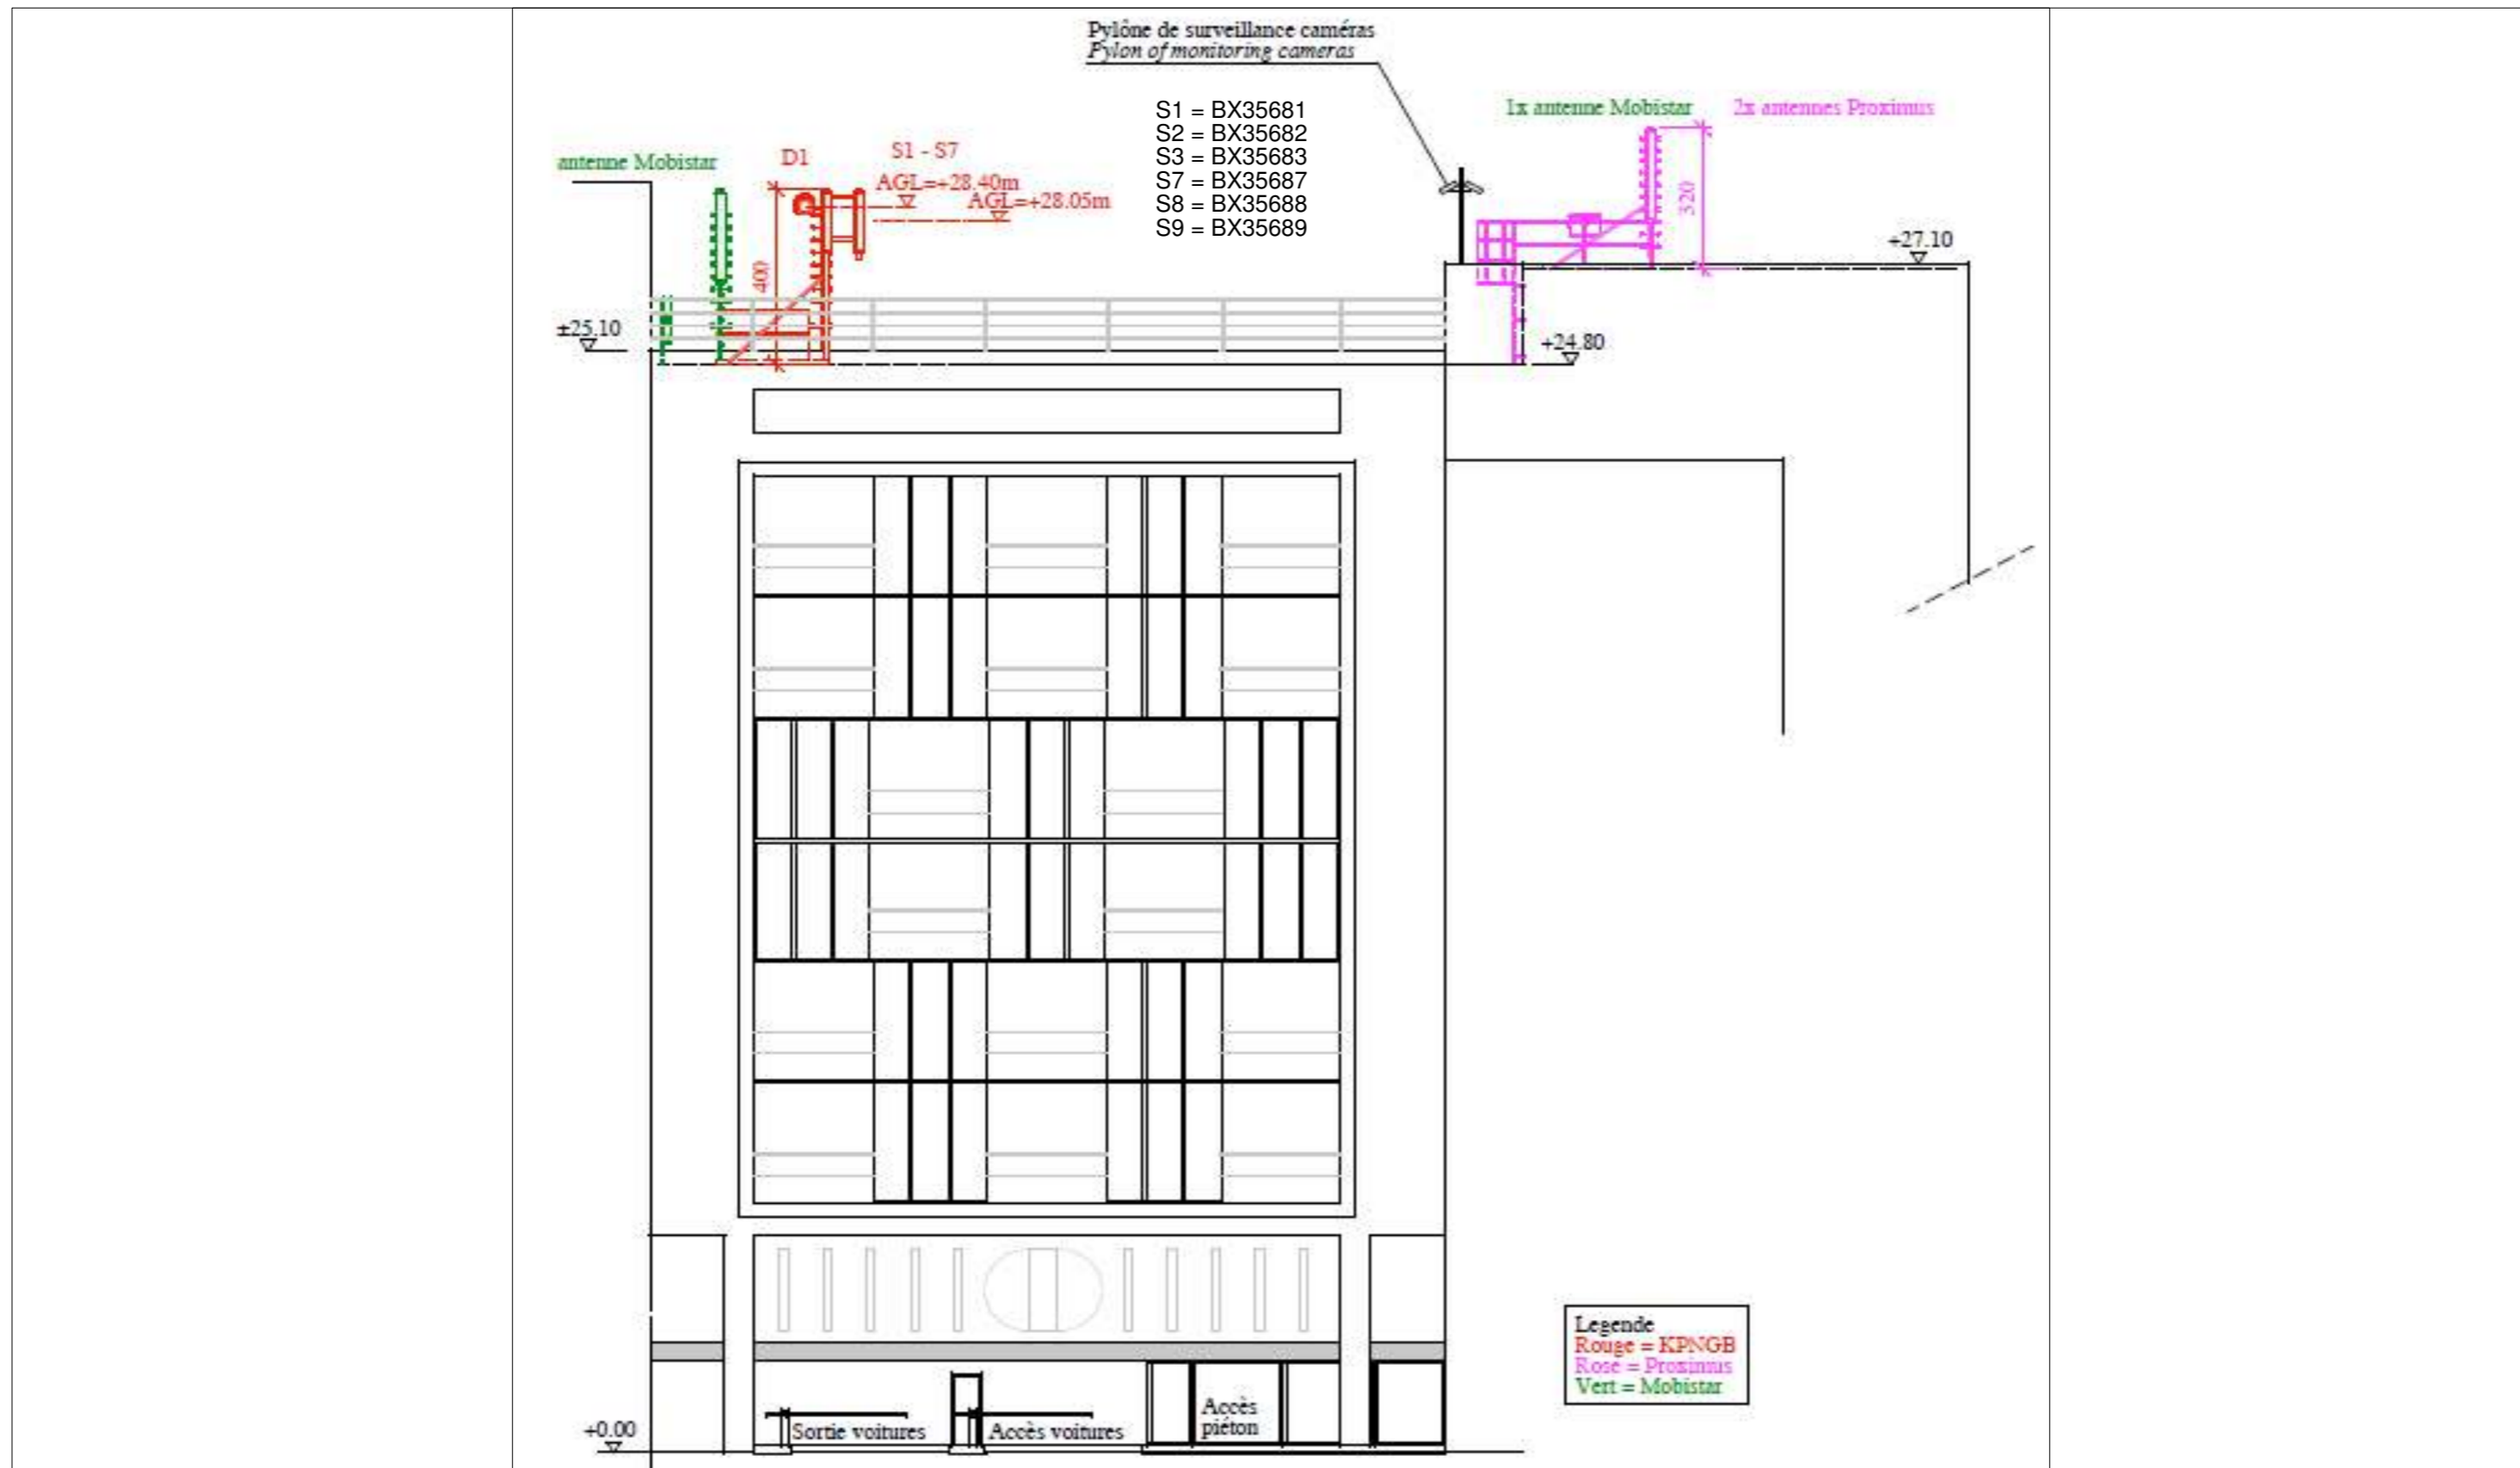 Pylône de surveillance caméras
Pylon of monitoring cameras
S1 = BX35681
S2 = BX35682
S3 = BX35683
S7 = BX35687
S8 = BX35688
S9 = BX35689
1x antenne Mobistar
2x antennes Proximus
antenne Mobistar
D1
S1 - S7
AGL=+28.40m
AGL=+28.05m
320
400
+27.10
±25.10
+24.80
Legende
Rouge = KPNGB
Rose = Proximus
Vert = Mobistar
+0.00
Sortie voitures
Accès voitures
Accès
piéton